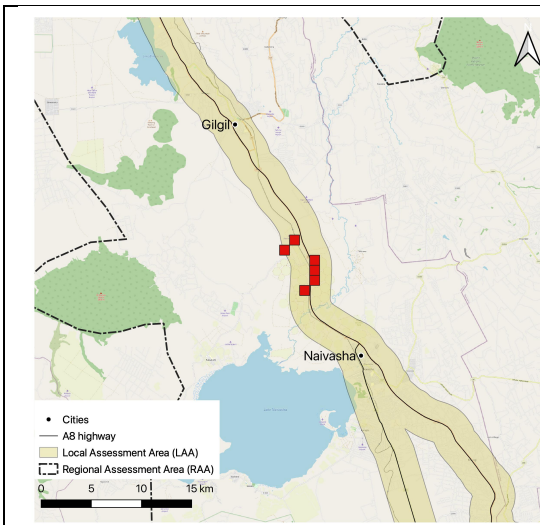 Gilgil
Naivasha
Cities
A8 highway
Local Assessment Area (LAA)
Regional Assessment Area (RAA)
0 5 10 15 km